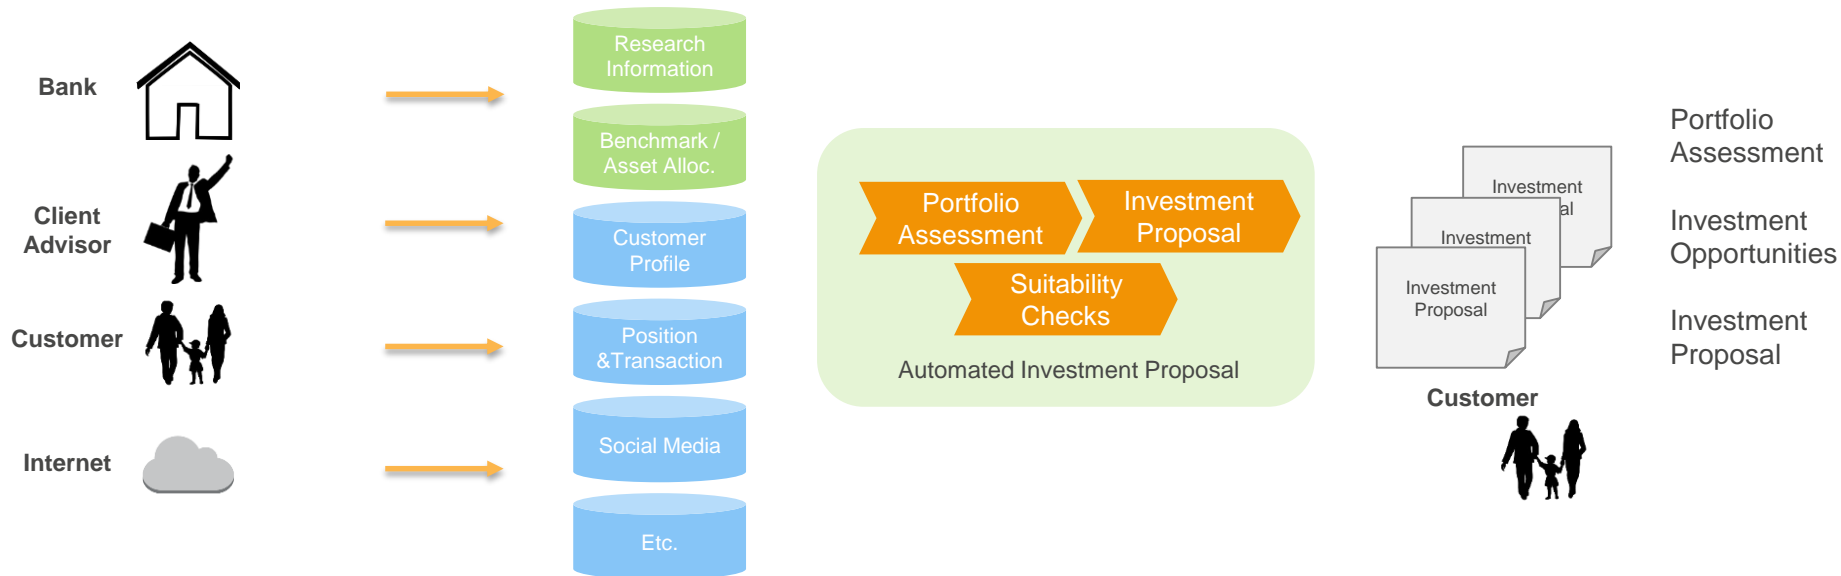 Bank
Client
Advisor
Customer
Internet
Research
Information
Benchmark /
Asset Alloc.
Customer
Profile
Position
&Transaction
Social Media
Etc.
Portfolio
Assessment
Investment
Proposal
Suitability
Checks
Automated Investment Proposal
Investment
al
Investment
Investment
Proposal
Customer
Portfolio
Assessment
Investment
Opportunities
Investment
Proposal